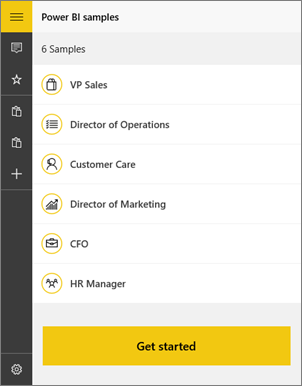 Power BI samples
6 Samples
VP Sales
Director of Operations
Customer Care
Director of Marketing
CFO
HR Manager
Get started